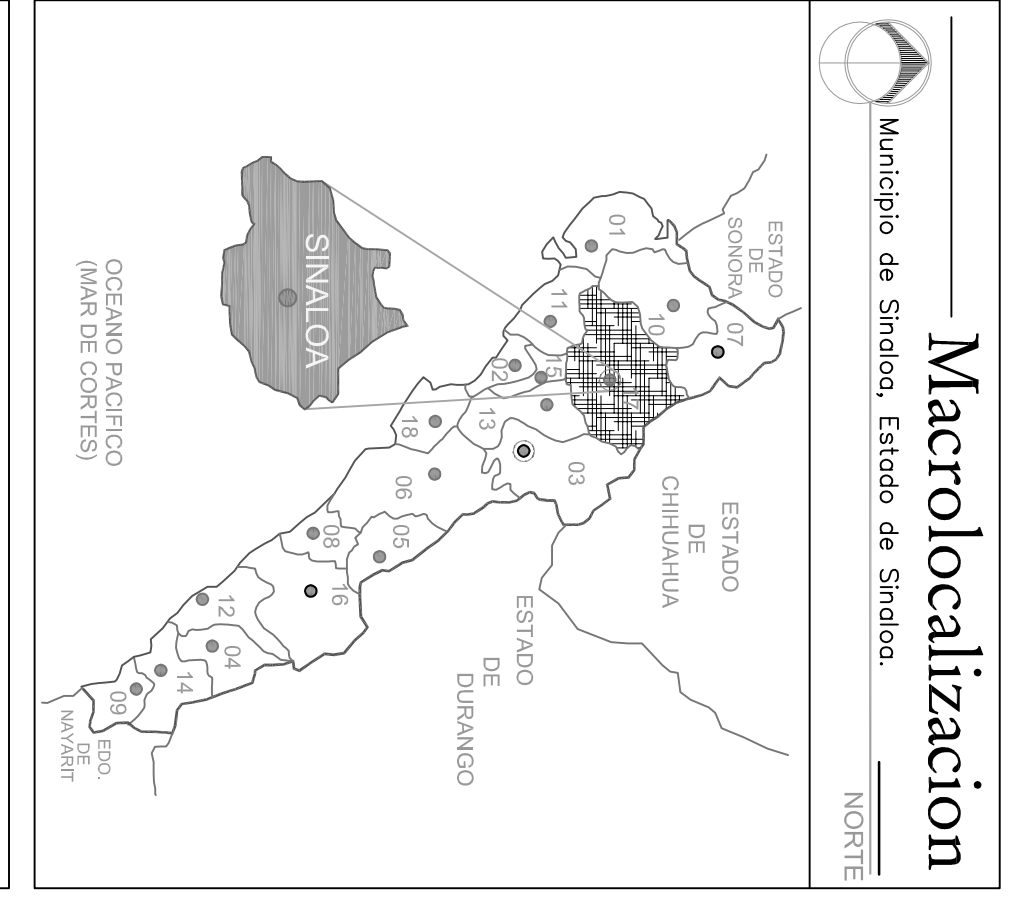 Macrolocalizacion
Municipio de Sinaloa, Estado de Sinaloa.
NORTE
ESTADO
DE
SONORA
07
10
01
17
11
15
02
13
03
18
06
05
08
16
12
04
14
09
ESTADO
DE
CHIHUAHUA
ESTADO
DE
DURANGO
SINALOA
OCEANO PACIFICO
(MAR DE CORTES)
EDO.
DE
NAYARIT